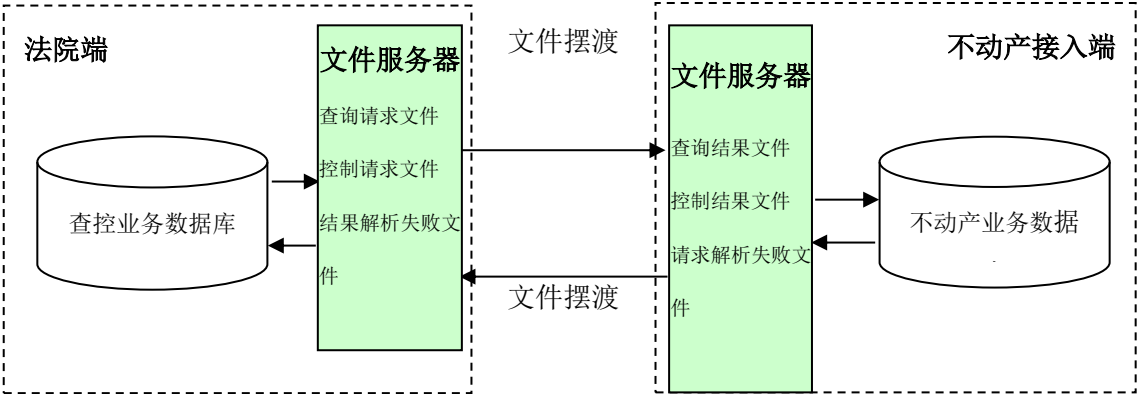 法院端
文件服务器
查询请求文件
控制请求文件
结果解析失败文
件
查控业务数据库
文件摆渡
文件摆渡
不动产接入端
文件服务器
查询结果文件
控制结果文件
请求解析失败文
件
不动产业务数据